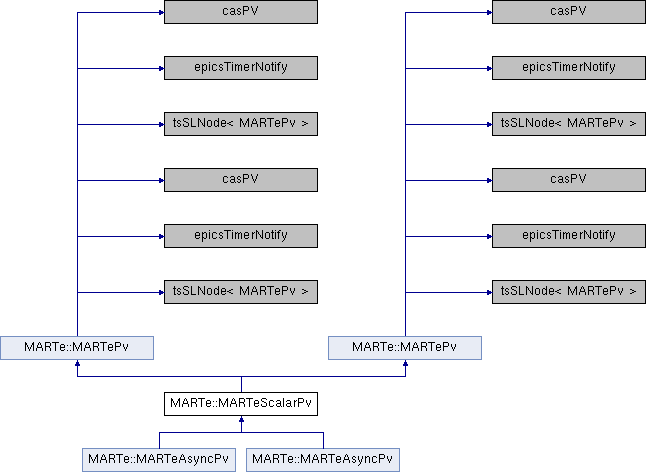 casPV
casPV
epicsTimerNotify
epicsTimerNotify
tsSLNode< MARTePv >
tsSLNode< MARTePv >
casPV
casPV
epicsTimerNotify
epicsTimerNotify
tsSLNode< MARTePv >
tsSLNode< MARTePv >
MARTe::MARTePv
MARTe::MARTePv
MARTe::MARTeScalarPv
MARTe::MARTeAsyncPv
MARTe::MARTeAsyncPv